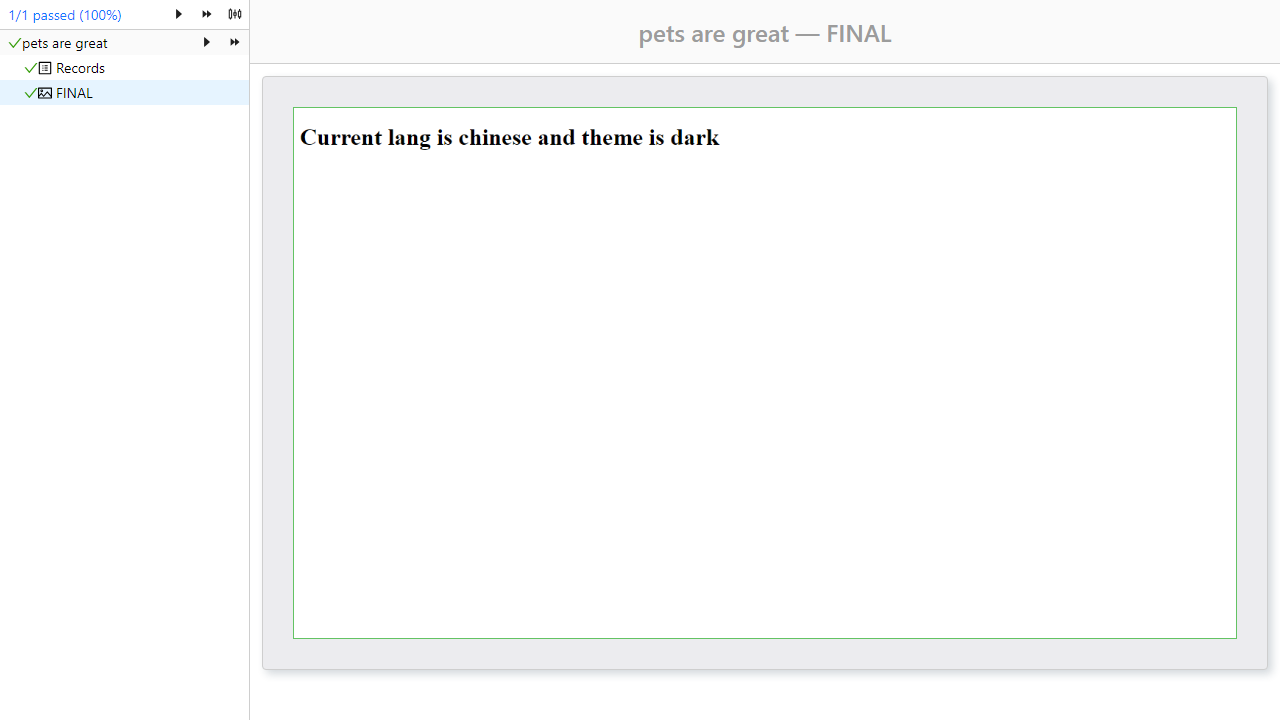 1/1 passed (100%)
pets are great
Records
FINAL
pets are great — FINAL
Current lang is chinese and theme is dark